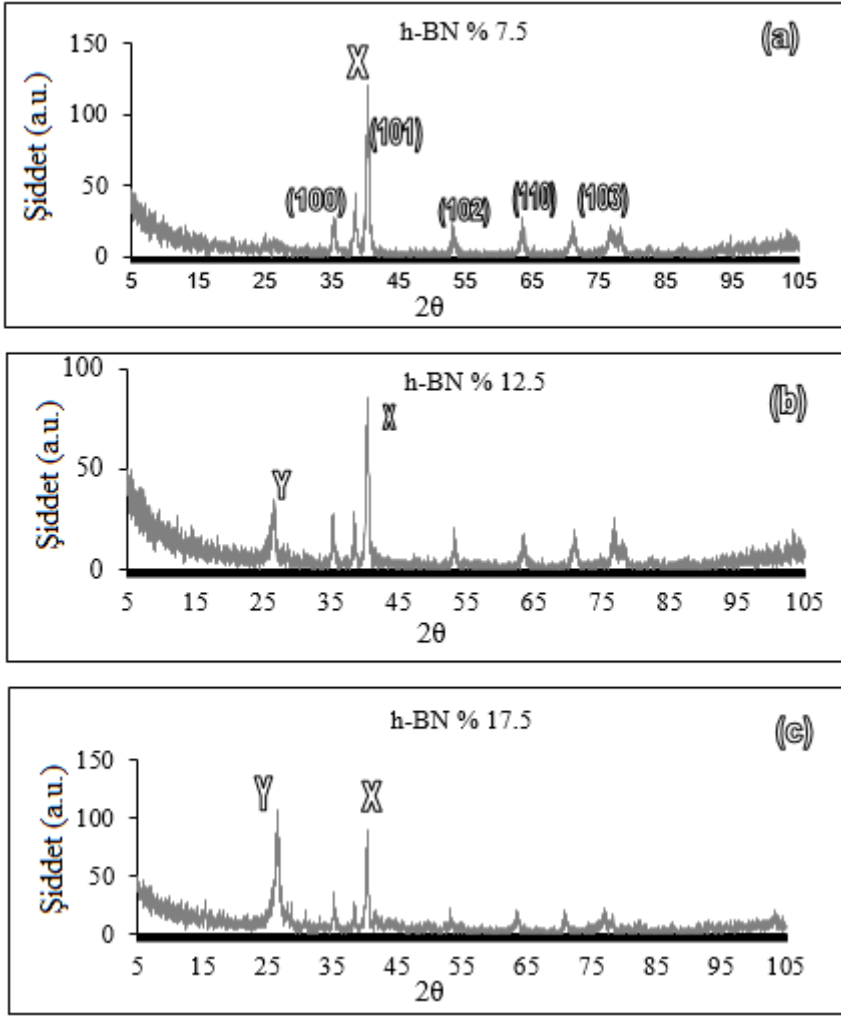 h-BN % 7.5
(a)
Şiddet (a.u.)
150
100
50
0
X
(101)
(100)
(102)
(110)
(103)
5 15 25 35 45 55 65 75 85 95 105
2θ
h-BN % 12.5
(b)
Şiddet (a.u.)
100
50
0
X
Y
5 15 25 35 45 55 65 75 85 95 105
2θ
h-BN % 17.5
(c)
Şiddet (a.u.)
150
100
50
0
Y X
5 15 25 35 45 55 65 75 85 95 105
2θ